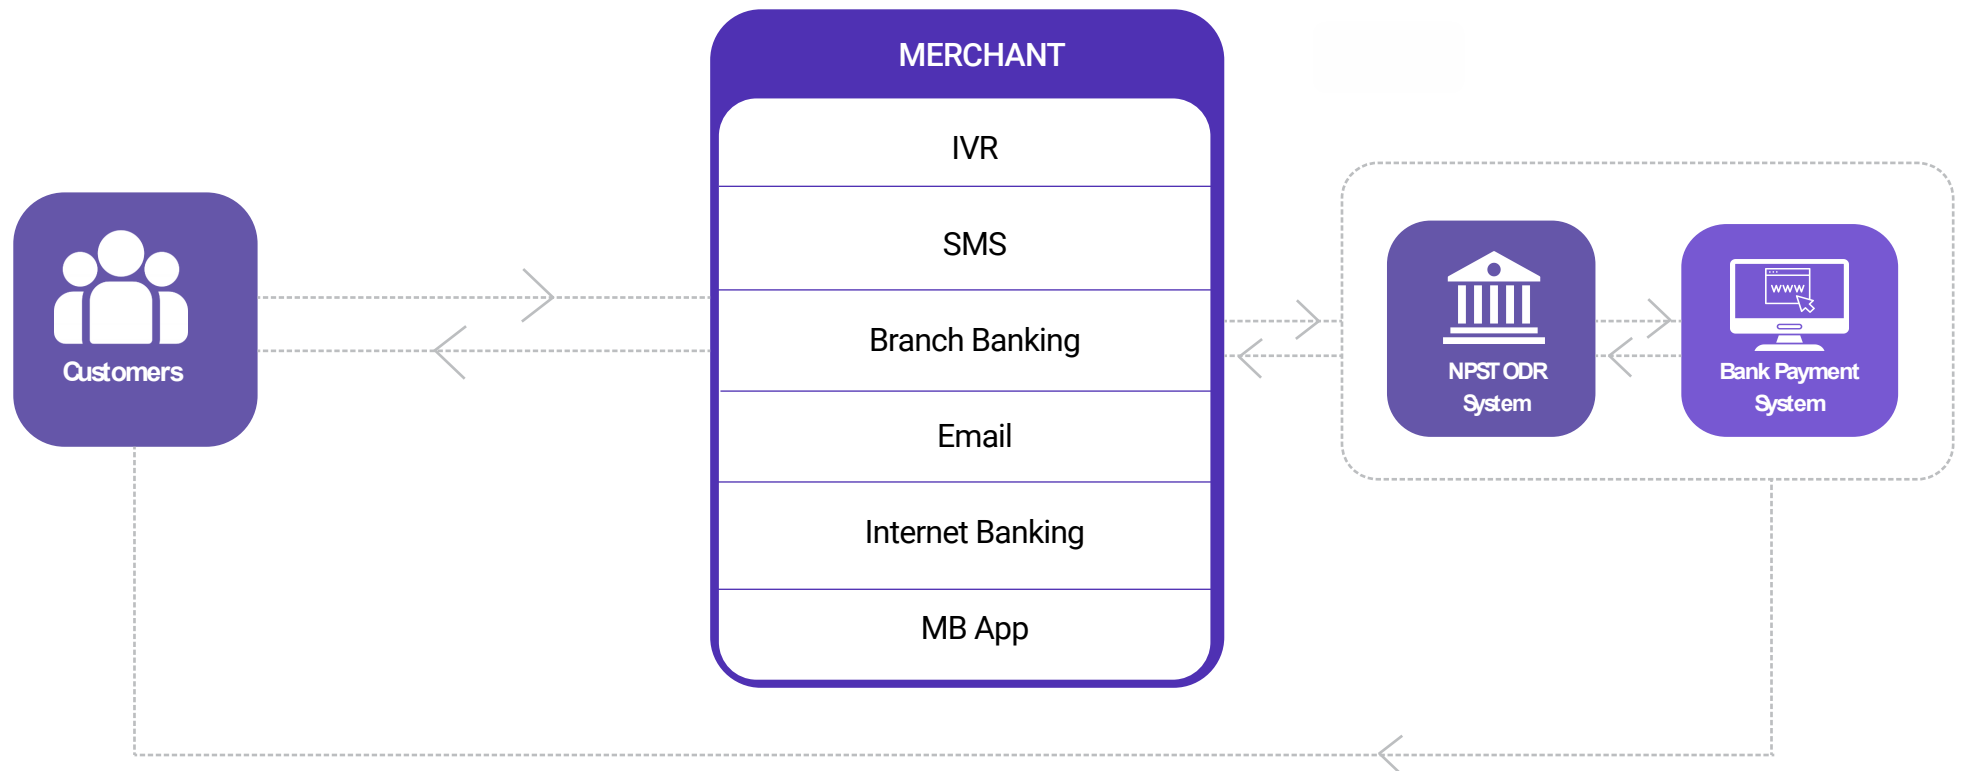 MERCHANT
IVR
SMS
Branch Banking
Email
Internet Banking
MB App
Customers
NPST ODR
System
www
Bank Payment
System